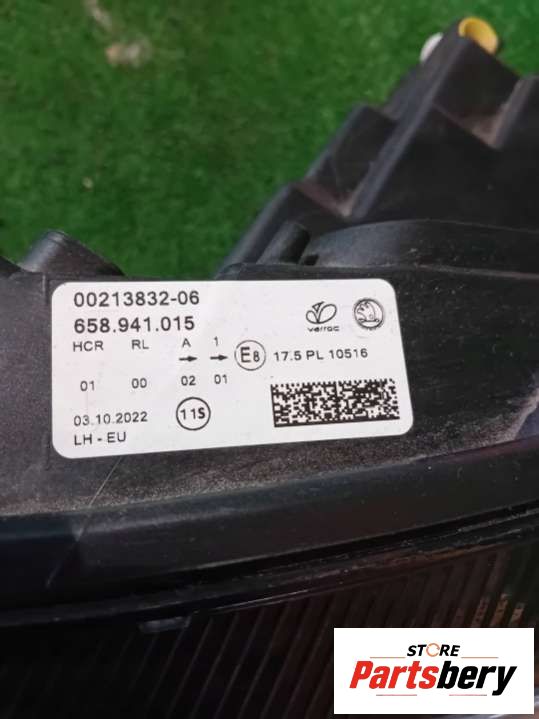 00213832-06
658.941.015
varroc
HCR RL A 1
E8 17.5 PL 10516
01 00 02 01
03.10.2022 11S
LH - EU
STORE
Partsbery